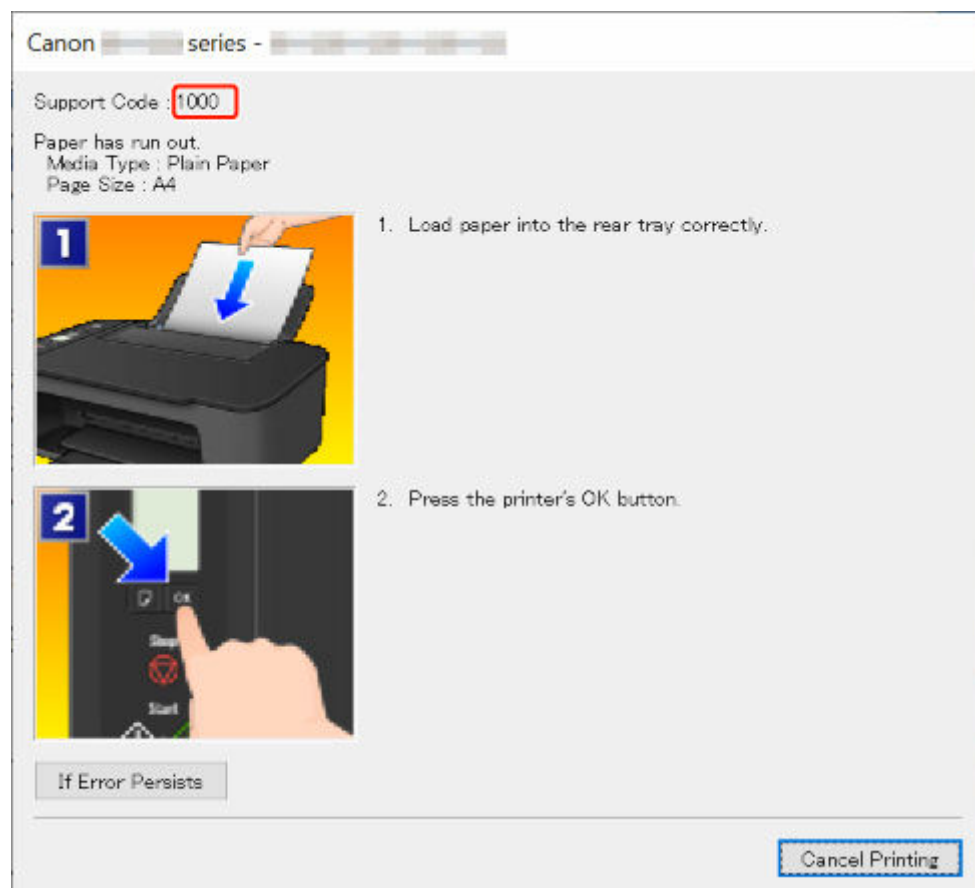 Canon series -
Support Code : 1000
Paper has run out.
Media Type : Plain Paper
Page Size : A4
1
1. Load paper into the rear tray correctly.
2
2. Press the printer's OK button.
OK
Stop
Start
If Error Persists
Cancel Printing